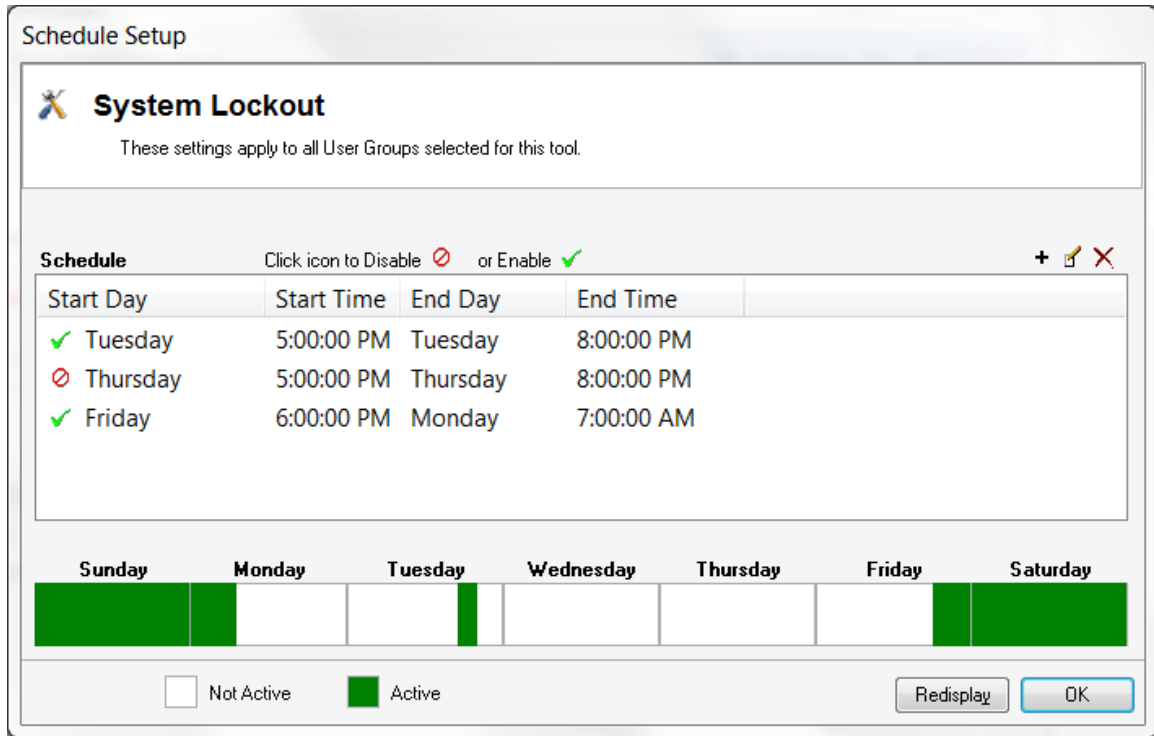 Schedule Setup
System Lockout
These settings apply to all User Groups selected for this tool.
Schedule Click icon to Disable or Enable +
Start Day Start Time End Day End Time
Tuesday 5:00:00 PM Tuesday 8:00:00 PM
Thursday 5:00:00 PM Thursday 8:00:00 PM
Friday 6:00:00 PM Monday 7:00:00 AM
Sunday Monday Tuesday Wednesday Thursday Friday Saturday
Not Active Active Redisplay OK